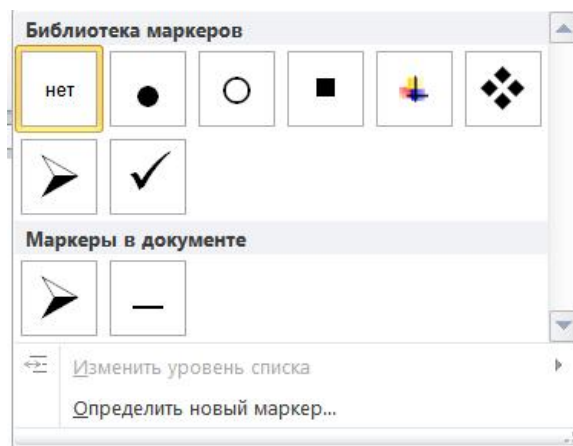 Библиотека маркеров
нет
Маркеры в документе
Изменить уровень списка
Определить новый маркер...